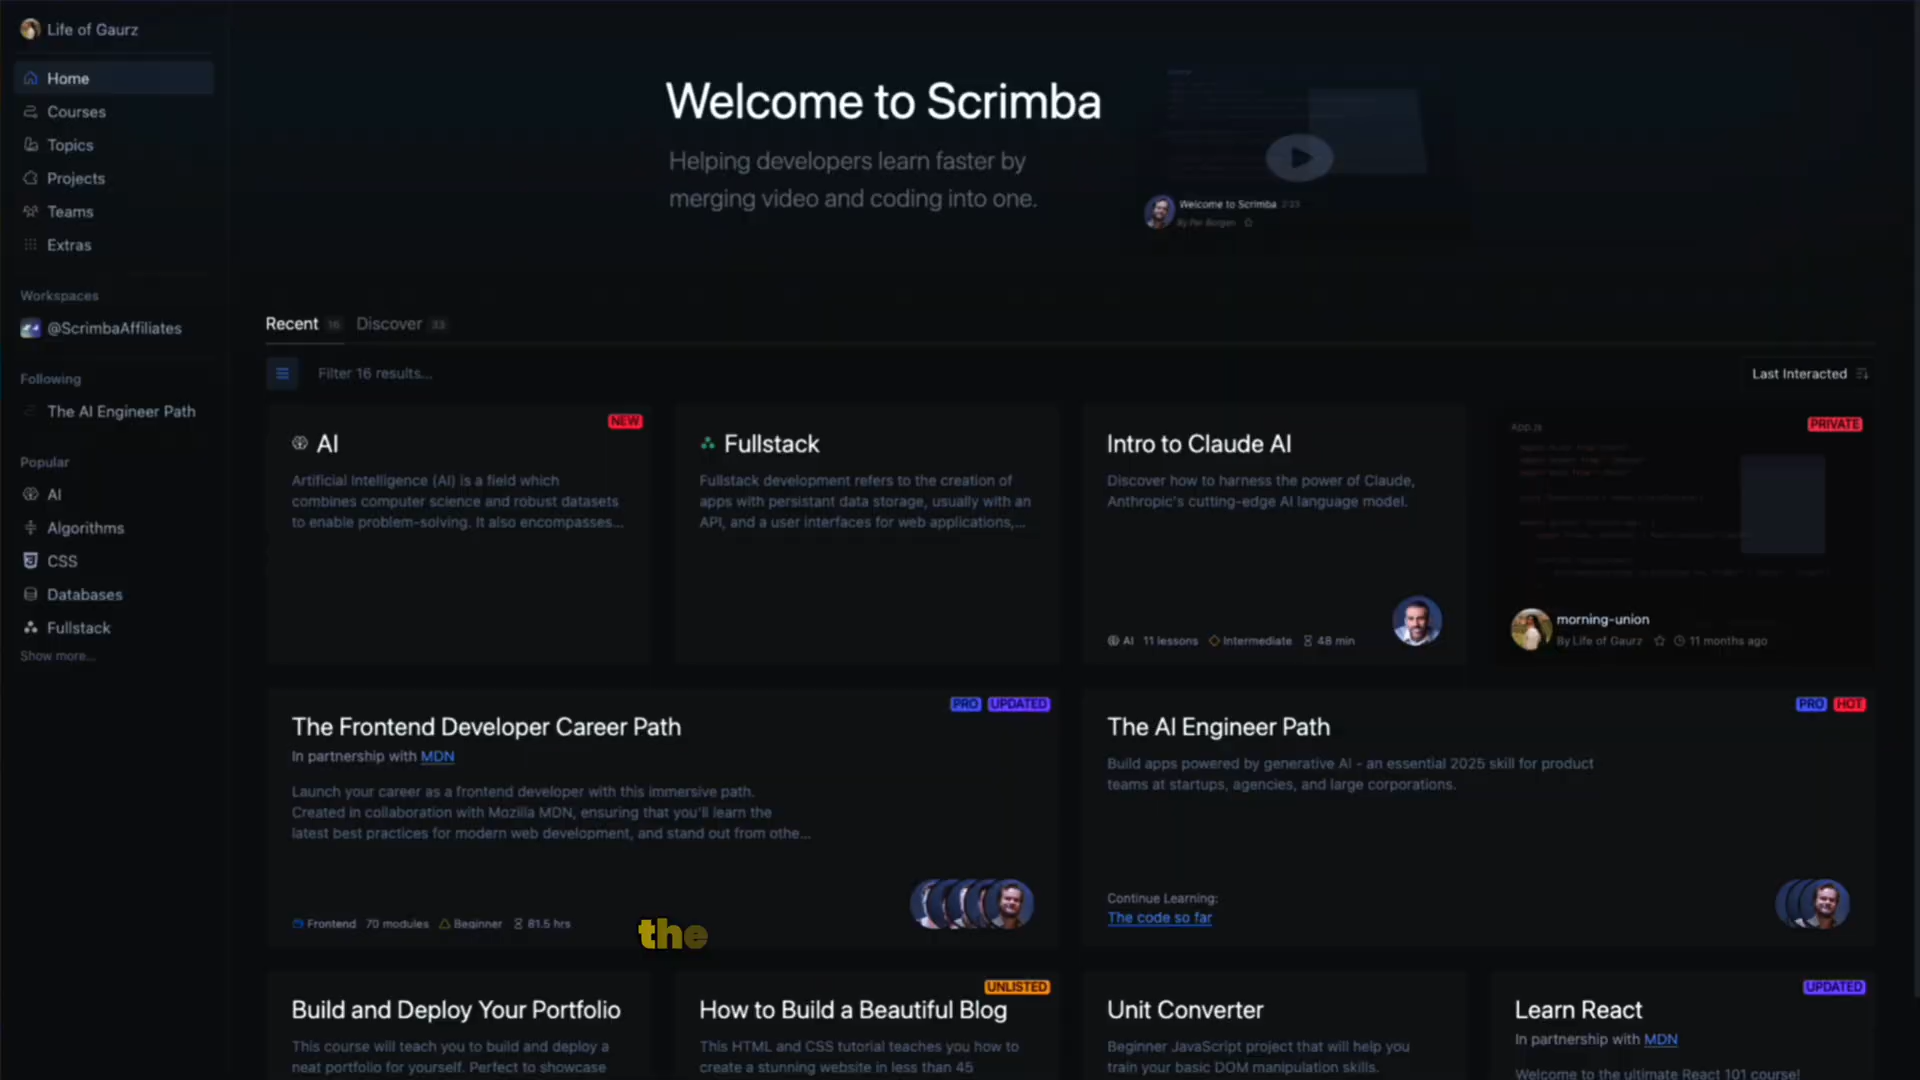 Life of Gaurz
Home
Courses
Topics
Projects
Teams
Extras
Workspaces
@ScrimbaAffiliates
Following
The AI Engineer Path
Popular
AI
Algorithms
CSS
Databases
Fullstack
Show more...
Welcome to Scrimba
Helping developers learn faster by
merging video and coding into one.
Welcome to Scrimba 2:23
By Per Borgen
Recent 16 Discover 33
Filter 16 results...
Last Interacted
NEW
AI
Artificial Intelligence (AI) is a field which
combines computer science and robust datasets
to enable problem-solving. It also encompasses...
Fullstack
Fullstack development refers to the creation of
apps with persistant data storage, usually with an
API, and a user interfaces for web applications,...
Intro to Claude AI
Discover how to harness the power of Claude,
Anthropic's cutting-edge AI language model.
AI 11 lessons Intermediate 48 min
PRIVATE
ADD.JS
morning-union
By Life of Gaurz 11 months ago
PRO UPDATED
The Frontend Developer Career Path
In partnership with MDN
Launch your career as a frontend developer with this immersive path.
Created in collaboration with Mozilla MDN, ensuring that you'll learn the
latest best practices for modern web development, and stand out from othe...
Frontend 70 modules Beginner 81.5 hrs
the
PRO HOT
The AI Engineer Path
Build apps powered by generative AI - an essential 2025 skill for product
teams at startups, agencies, and large corporations.
Continue Learning:
The code so far
Build and Deploy Your Portfolio
This course will teach you to build and deploy a
neat portfolio for yourself. Perfect to showcase
UNLISTED
How to Build a Beautiful Blog
This HTML and CSS tutorial teaches you how to
create a stunning website in less than 45
Unit Converter
Beginner JavaScript project that will help you
train your basic DOM manipulation skills.
UPDATED
Learn React
In partnership with MDN
Welcome to the ultimate React 101 course!